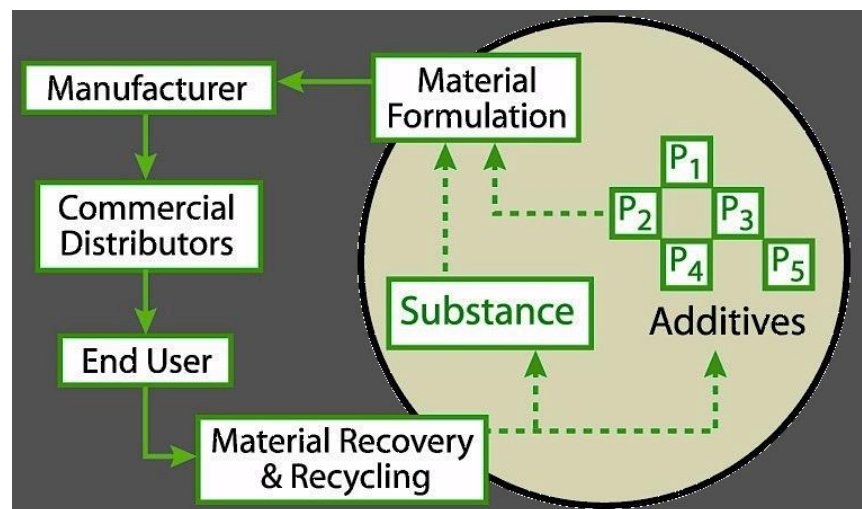 Manufacturer
Material
Formulation
P1
P2
P3
P4
P5
Additives
Commercial
Distributors
Substance
End User
Material Recovery
& Recycling